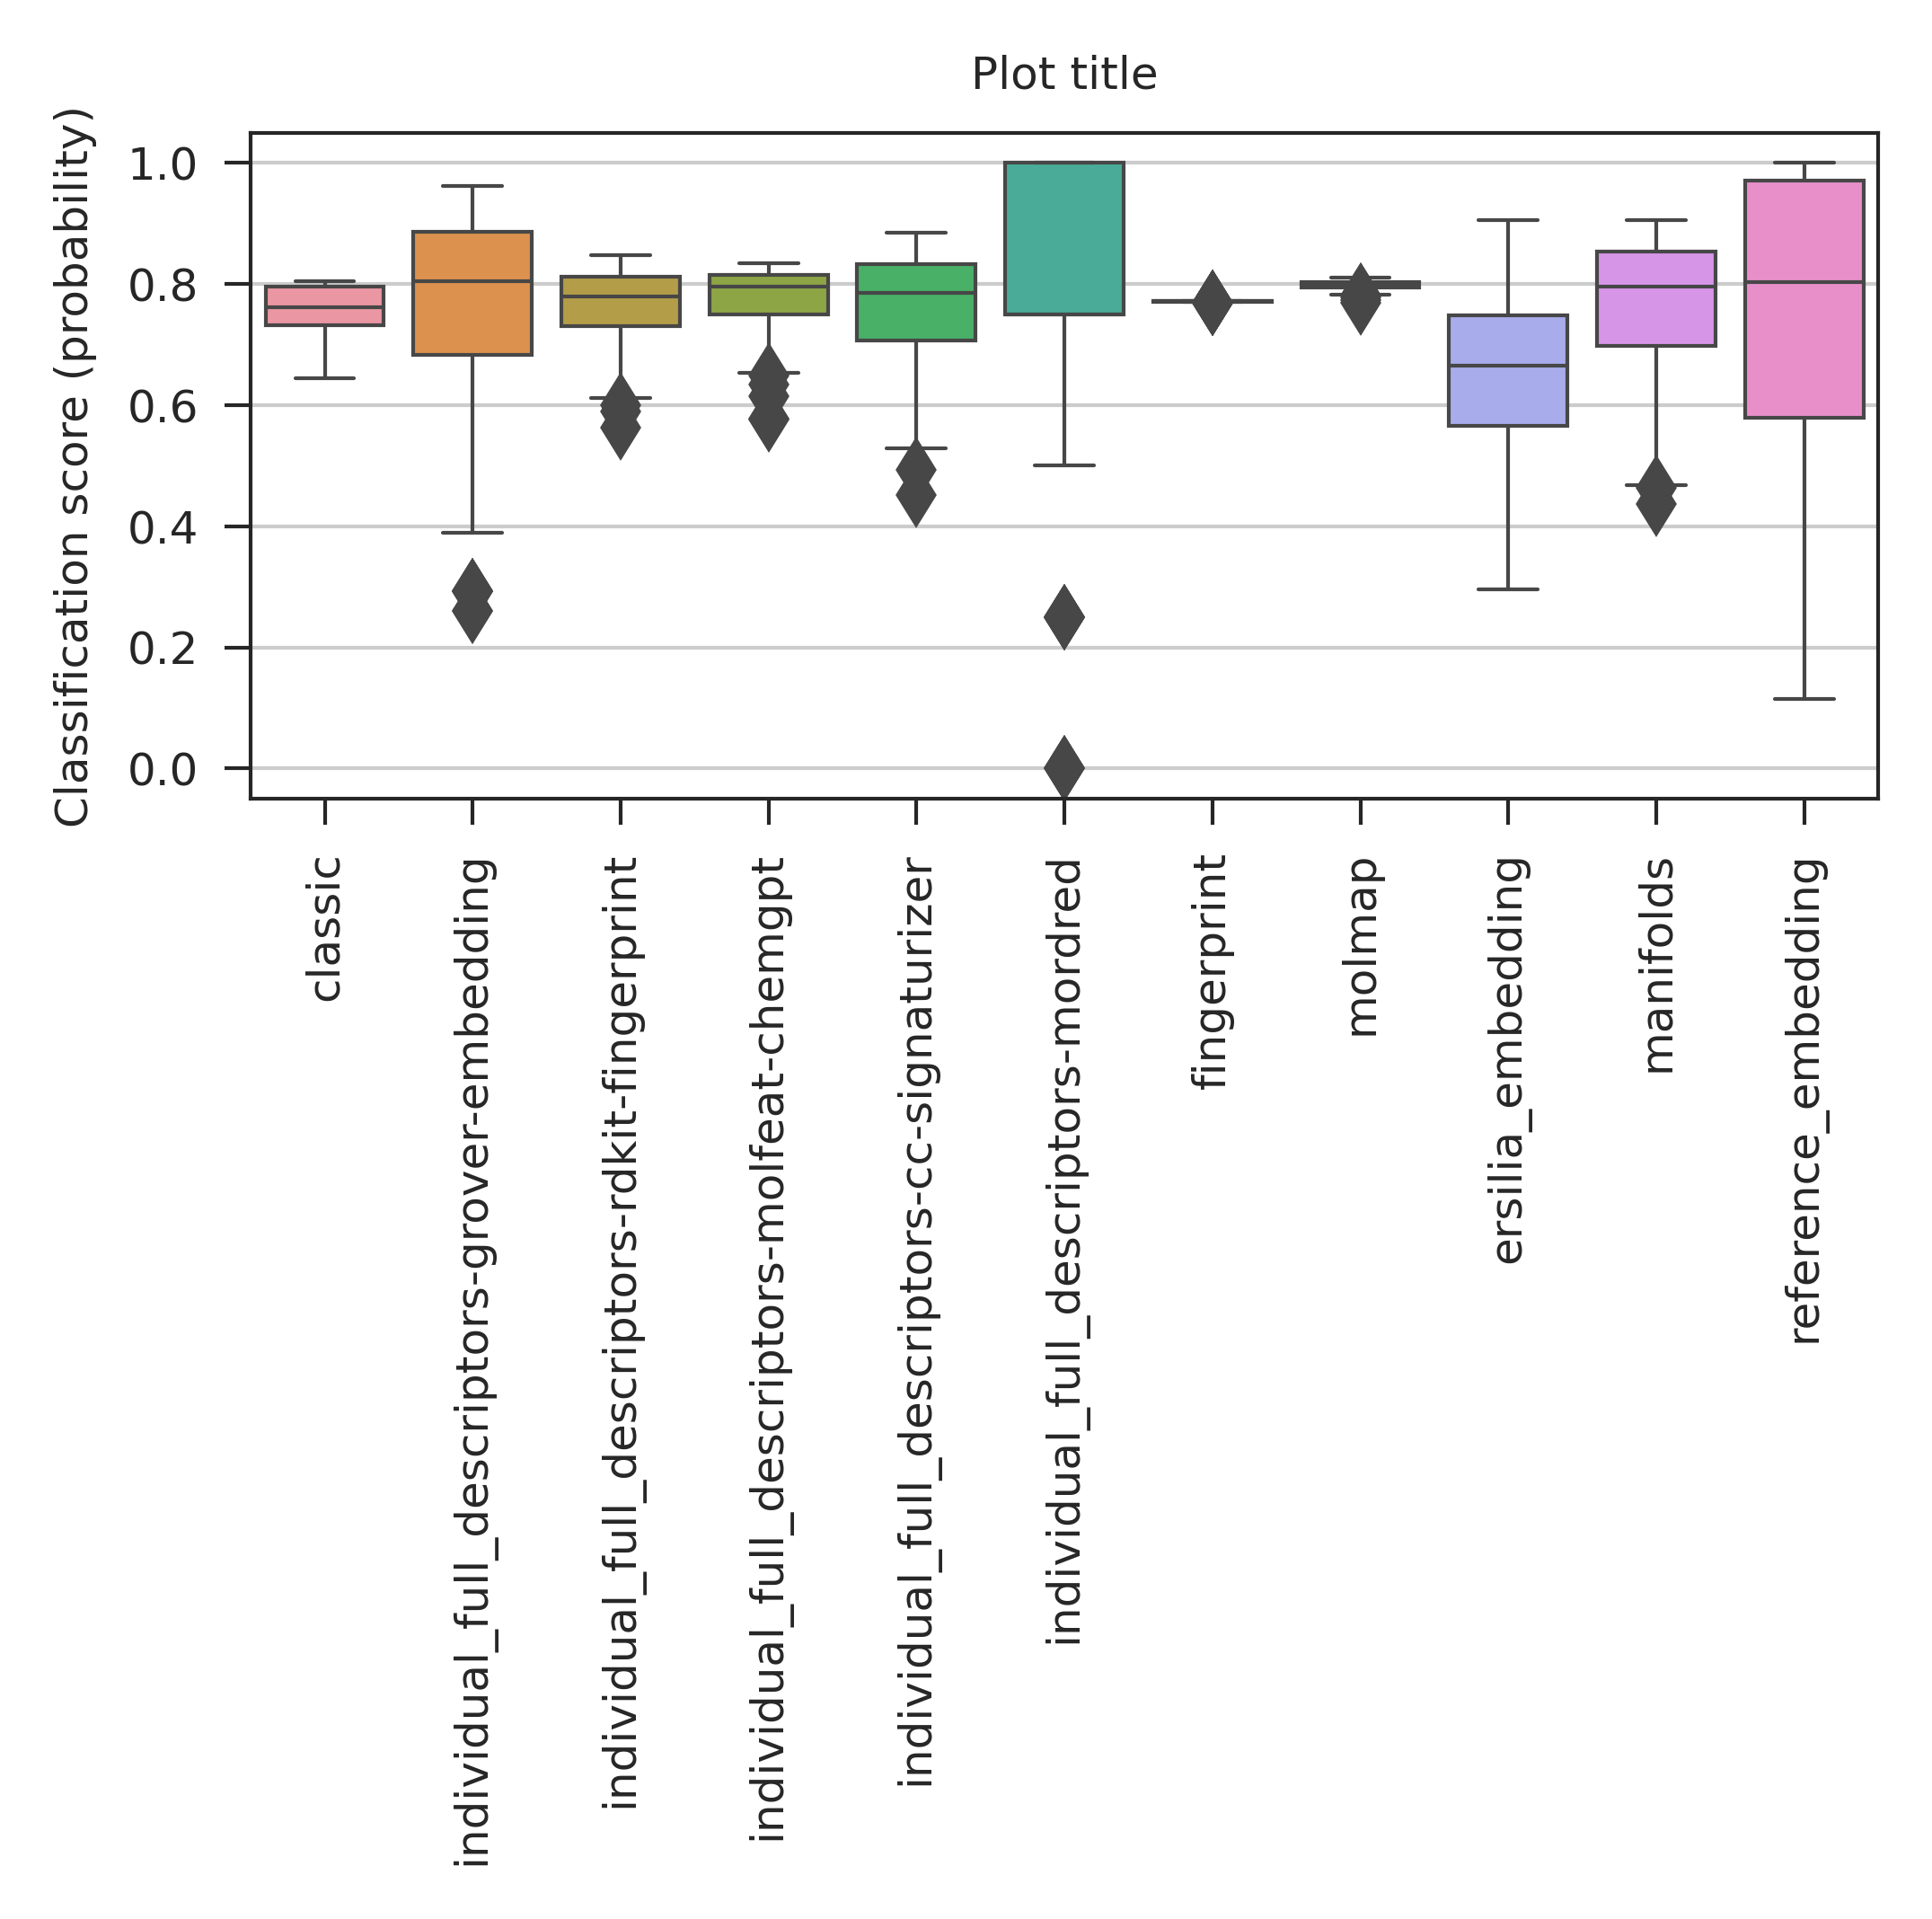 Plot title
Classification score (probability)
1.0
0.8
0.6
0.4
0.2
0.0
classic
individual_full_descriptors-grover-embedding
individual_full_descriptors-rdkit-fingerprint
individual_full_descriptors-molfeat-chemgpt
individual_full_descriptors-cc-signaturizer
individual_full_descriptors-mordred
fingerprint
molmap
ersilia_embedding
manifolds
reference_embedding